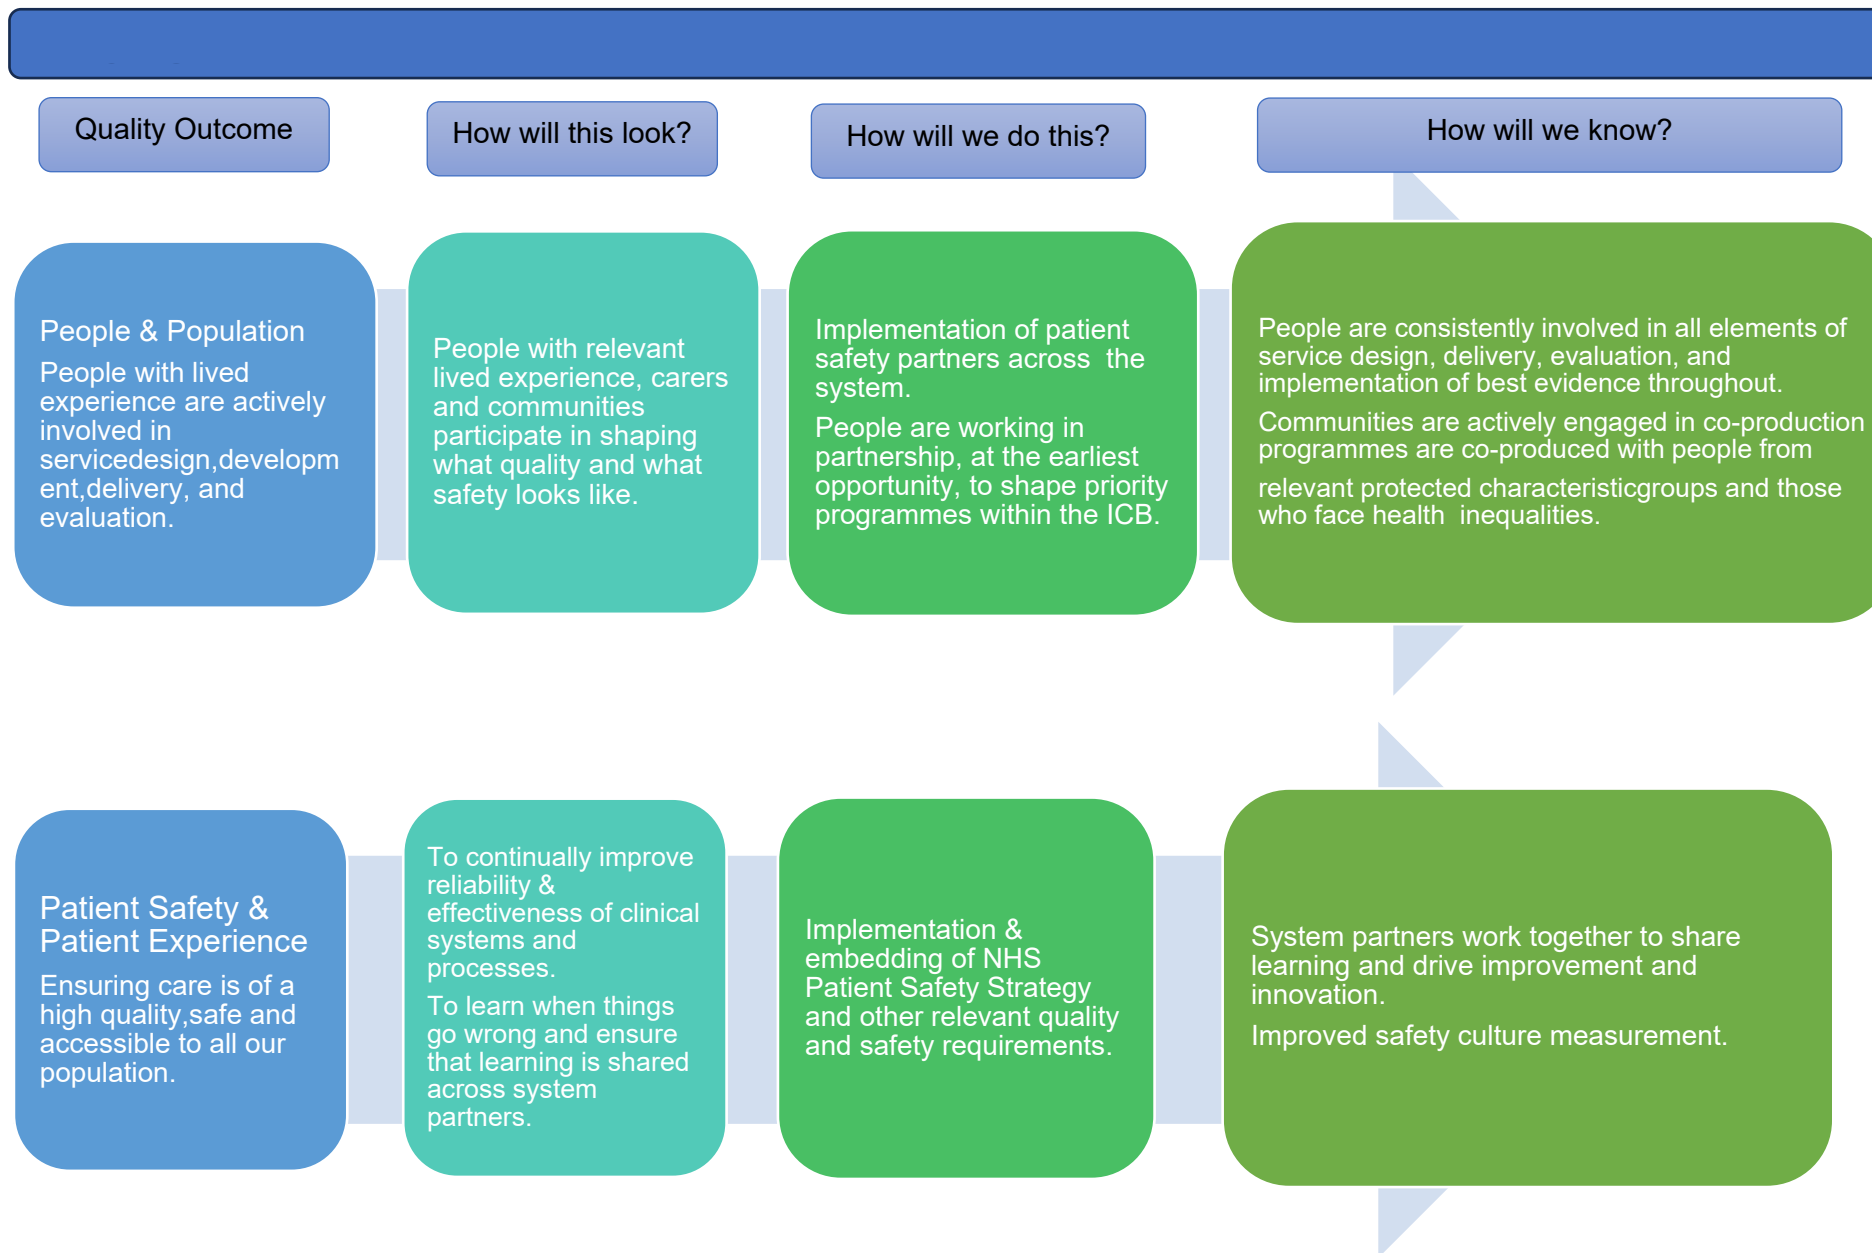 Quality Outcome
How will this look?
How will we do this?
How will we know?
People & Population
People with lived
experience are actively
involved in
servicedesign,developm
ent,delivery, and
evaluation.
People with relevant
lived experience, carers
and communities
participate in shaping
what quality and what
safety looks like.
Implementation of patient
safety partners across  the
system.
People are working in
partnership, at the earliest
opportunity, to shape priority
programmes within the ICB.
People are consistently involved in all elements of
service design, delivery, evaluation, and
implementation of best evidence throughout.
Communities are actively engaged in co-production
programmes are co-produced with people from
relevant protected characteristicgroups and those
who face health  inequalities.
Patient Safety &
Patient Experience
Ensuring care is of a
high quality,safe and
accessible to all our
population.
To continually improve
reliability &
effectiveness of clinical
systems and
processes.
To learn when things
go wrong and ensure
that learning is shared
across system
partners.
Implementation &
embedding of NHS
Patient Safety Strategy
and other relevant quality
and safety requirements.
System partners work together to share
learning and drive improvement and
innovation.
Improved safety culture measurement.